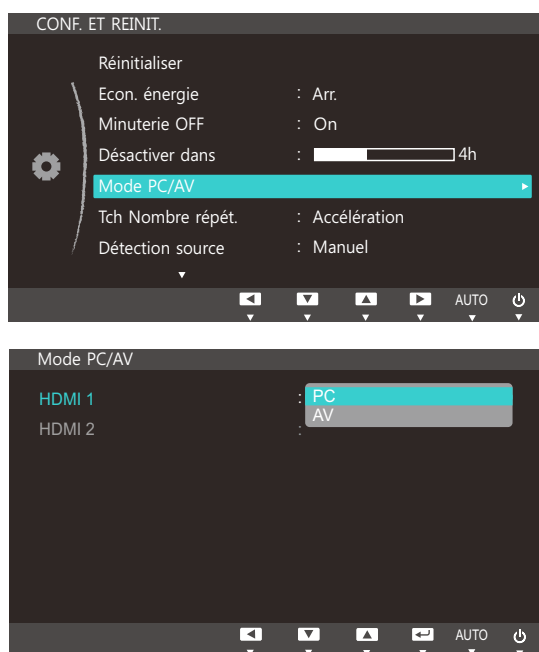 CONF. ET REINIT.
Réinitialiser
Econ. énergie : Arr.
Minuterie OFF : On
Désactiver dans : 4h
Mode PC/AV
Tch Nombre répét. : Accélération
Détection source : Manuel
AUTO
Mode PC/AV
HDMI 1 : PC
AV
HDMI 2 :
AUTO